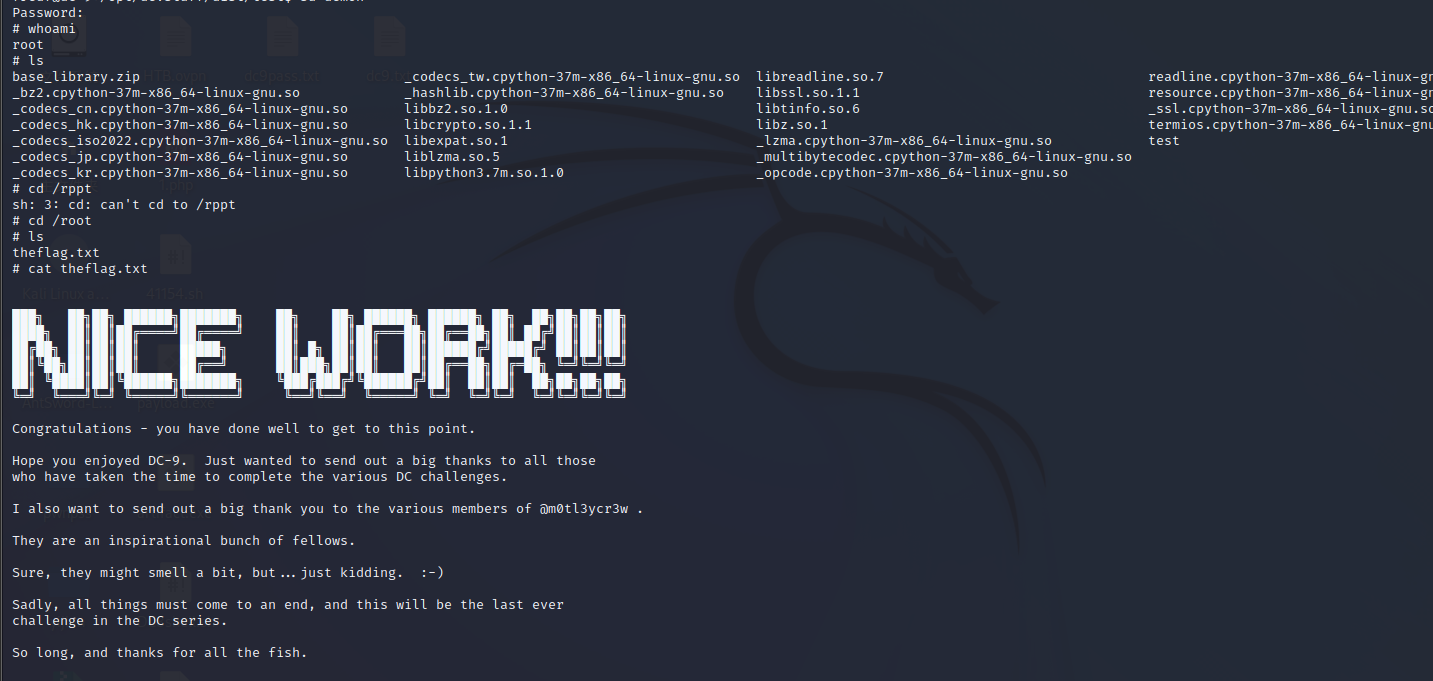 Password:
# whoami
root
# ls
base_library.zip _codecs_tw.cpython-37m-x86_64-linux-gnu.so libreadline.so.7 readline.cpython-37m-x86_64-linux-gn
_bz2.cpython-37m-x86_64-linux-gnu.so _hashlib.cpython-37m-x86_64-linux-gnu.so libssl.so.1.1 resource.cpython-37m-x86_64-linux-gn
_codecs_cn.cpython-37m-x86_64-linux-gnu.so libbz2.so.1.0 libtinfo.so.6 _ssl.cpython-37m-x86_64-linux-gnu.so
_codecs_hk.cpython-37m-x86_64-linux-gnu.so libcrypto.so.1.1 libz.so.1 termios.cpython-37m-x86_64-linux-gnu
_codecs_iso2022.cpython-37m-x86_64-linux-gnu.so libexpat.so.1 _lzma.cpython-37m-x86_64-linux-gnu.so test
_codecs_jp.cpython-37m-x86_64-linux-gnu.so liblzma.so.5 _multibytecodec.cpython-37m-x86_64-linux-gnu.so
_codecs_kr.cpython-37m-x86_64-linux-gnu.so libpython3.7m.so.1.0 _opcode.cpython-37m-x86_64-linux-gnu.so
# cd /rppt
sh: 3: cd: can't cd to /rppt
# cd /root
# ls
theflag.txt
# cat theflag.txt
NICE WORK!!!
Congratulations - you have done well to get to this point.
Hope you enjoyed DC-9.  Just wanted to send out a big thanks to all those
who have taken the time to complete the various DC challenges.
I also want to send out a big thank you to the various members of @m0tl3ycr3w .
They are an inspirational bunch of fellows.
Sure, they might smell a bit, but...just kidding.  :-)
Sadly, all things must come to an end, and this will be the last ever
challenge in the DC series.
So long, and thanks for all the fish.